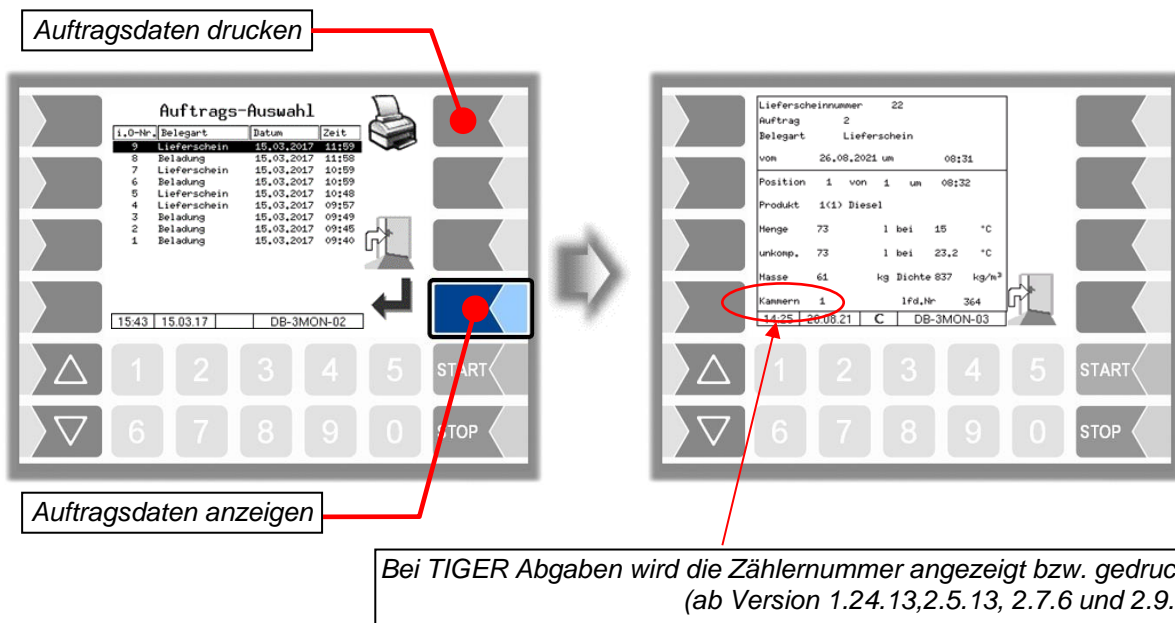 Auftragsdaten drucken
Auftrags-Auswahl
i.O-Nr. Belegart Datum Zeit
9 Lieferschein 15.03.2017 11:59
8 Beladung 15.03.2017 11:58
7 Lieferschein 15.03.2017 10:59
6 Beladung 15.03.2017 10:59
5 Lieferschein 15.03.2017 10:48
4 Lieferschein 15.03.2017 09:57
3 Beladung 15.03.2017 09:49
2 Beladung 15.03.2017 09:45
1 Beladung 15.03.2017 09:40
15:43 15.03.17 DB-3MON-02
1 2 3 4 5 START
6 7 8 9 0 STOP
Auftragsdaten anzeigen
Lieferscheinnummer 22
Auftrag 2
Belegart Lieferschein
vom 26.08.2021 um 08:31
Position 1 von 1 um 08:32
Produkt 1(1) Diesel
Menge 73 l bei 15 °C
unkomp. 73 l bei 23,2 °C
Masse 61 kg Dichte 837 kg/m³
Kammern 1 lfd.Nr 364
14:25 26.08.21 C DB-3MON-03
1 2 3 4 5 START
6 7 8 9 0 STOP
Bei TIGER Abgaben wird die Zählernummer angezeigt bzw. gedruc
(ab Version 1.24.13,2.5.13, 2.7.6 und 2.9.